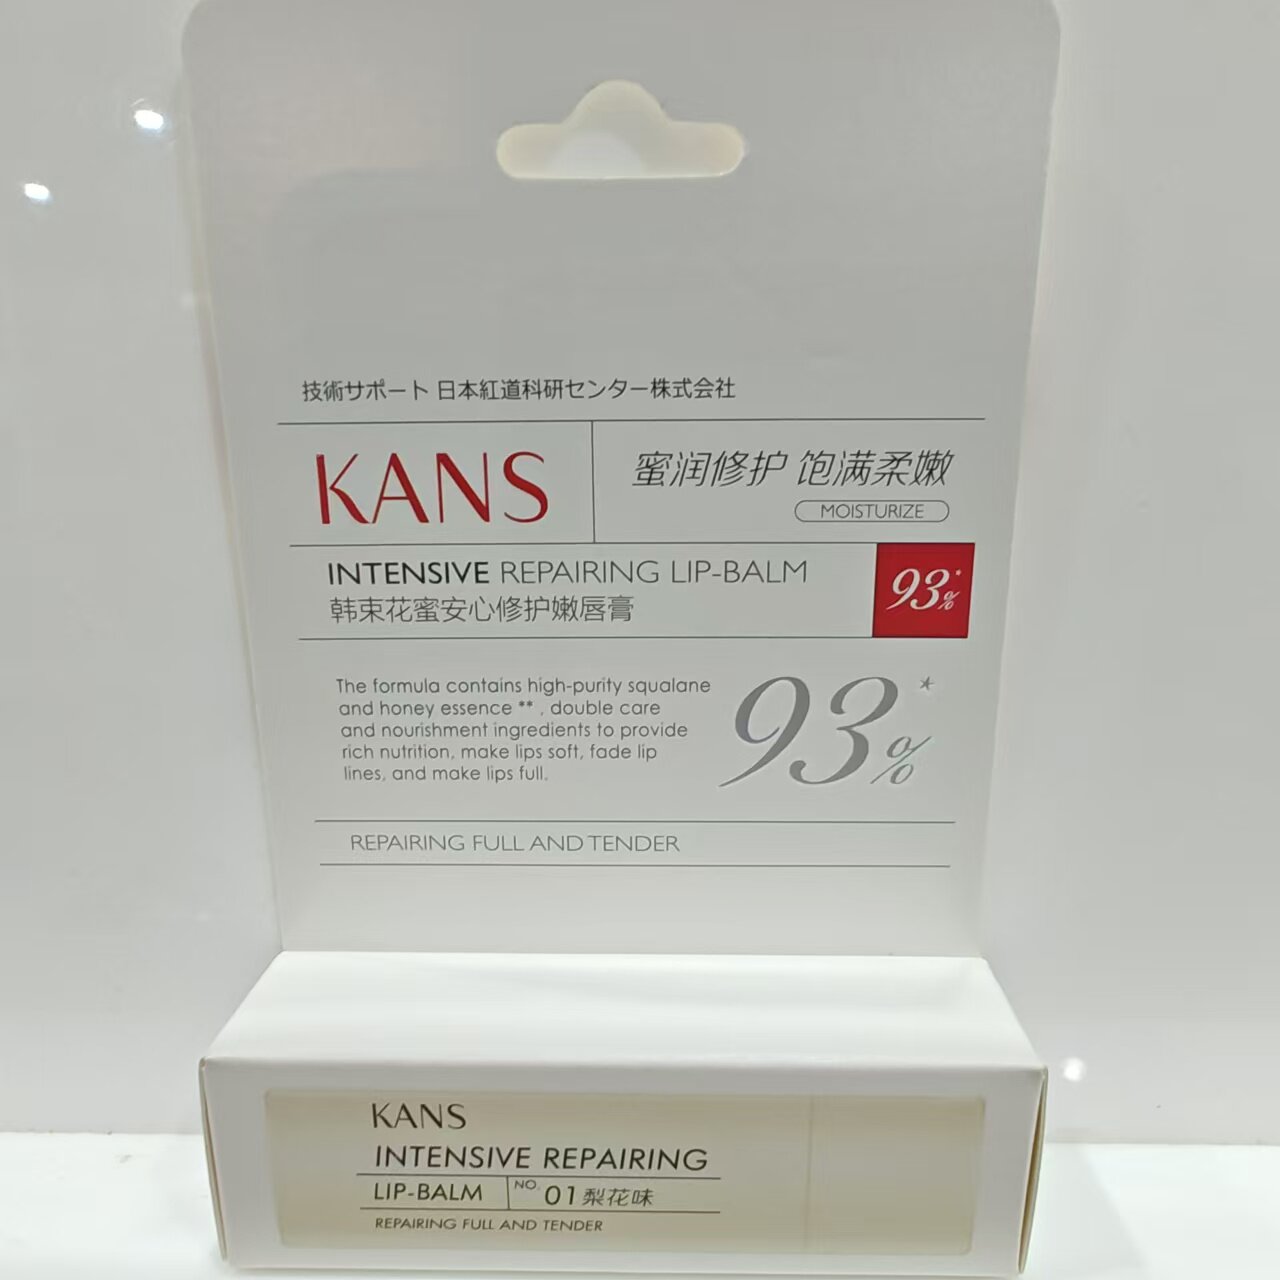 技術サポート 日本紅道科研センター株式会社
KANS
蜜润修护 饱满柔嫩
MOISTURIZE
INTENSIVE REPAIRING LIP-BALM
韩束花蜜安心修护嫩唇膏
93*%
The formula contains high-purity squalane
and honey essence ** , double care
and nourishment ingredients to provide
rich nutrition, make lips soft, fade lip
lines, and make lips full.
93*%
REPAIRING FULL AND TENDER
KANS
INTENSIVE REPAIRING
LIP-BALM NO. 01 梨花味
REPAIRING FULL AND TENDER